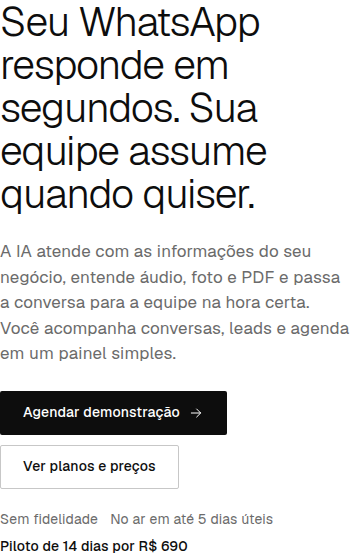 Seu WhatsApp
responde em
segundos. Sua
equipe assume
quando quiser.
A IA atende com as informações do seu
negócio, entende áudio, foto e PDF e passa
a conversa para a equipe na hora certa.
Você acompanha conversas, leads e agenda
em um painel simples.
Agendar demonstração →
Ver planos e preços
Sem fidelidade No ar em até 5 dias úteis
Piloto de 14 dias por R$ 690